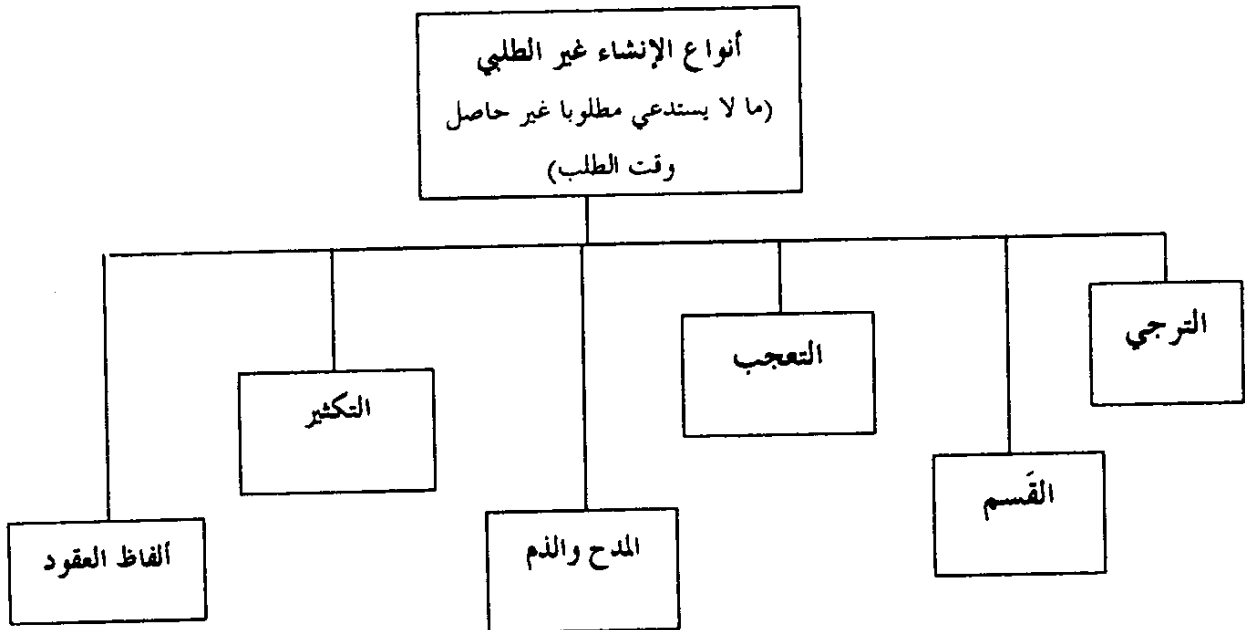 أنواع الإنشاء غير الطلبي
(ما لا يستدعي مطلوبا غير حاصل
وقت الطلب)
الترجي
القَسم
التعجب
المدح والذم
التكثير
ألفاظ العقود